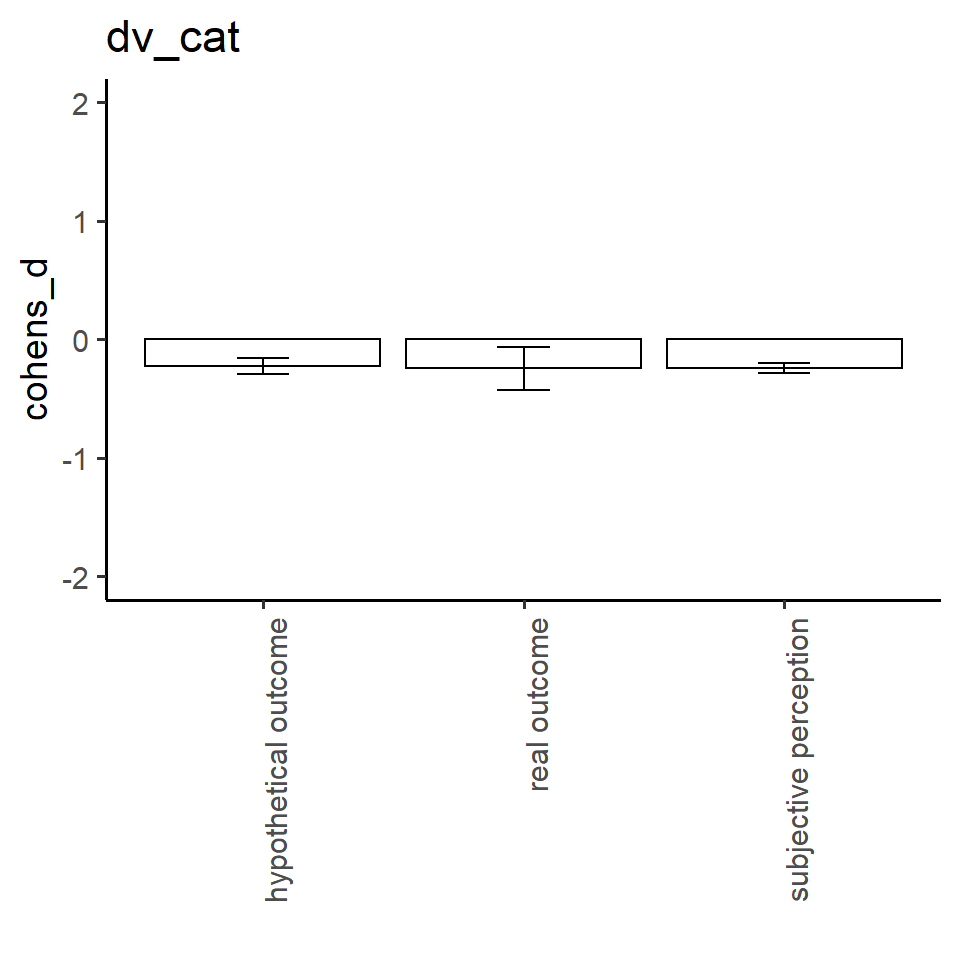 dv_cat
cohens_d
2
1
0
-1
-2
hypothetical outcome
real outcome
subjective perception